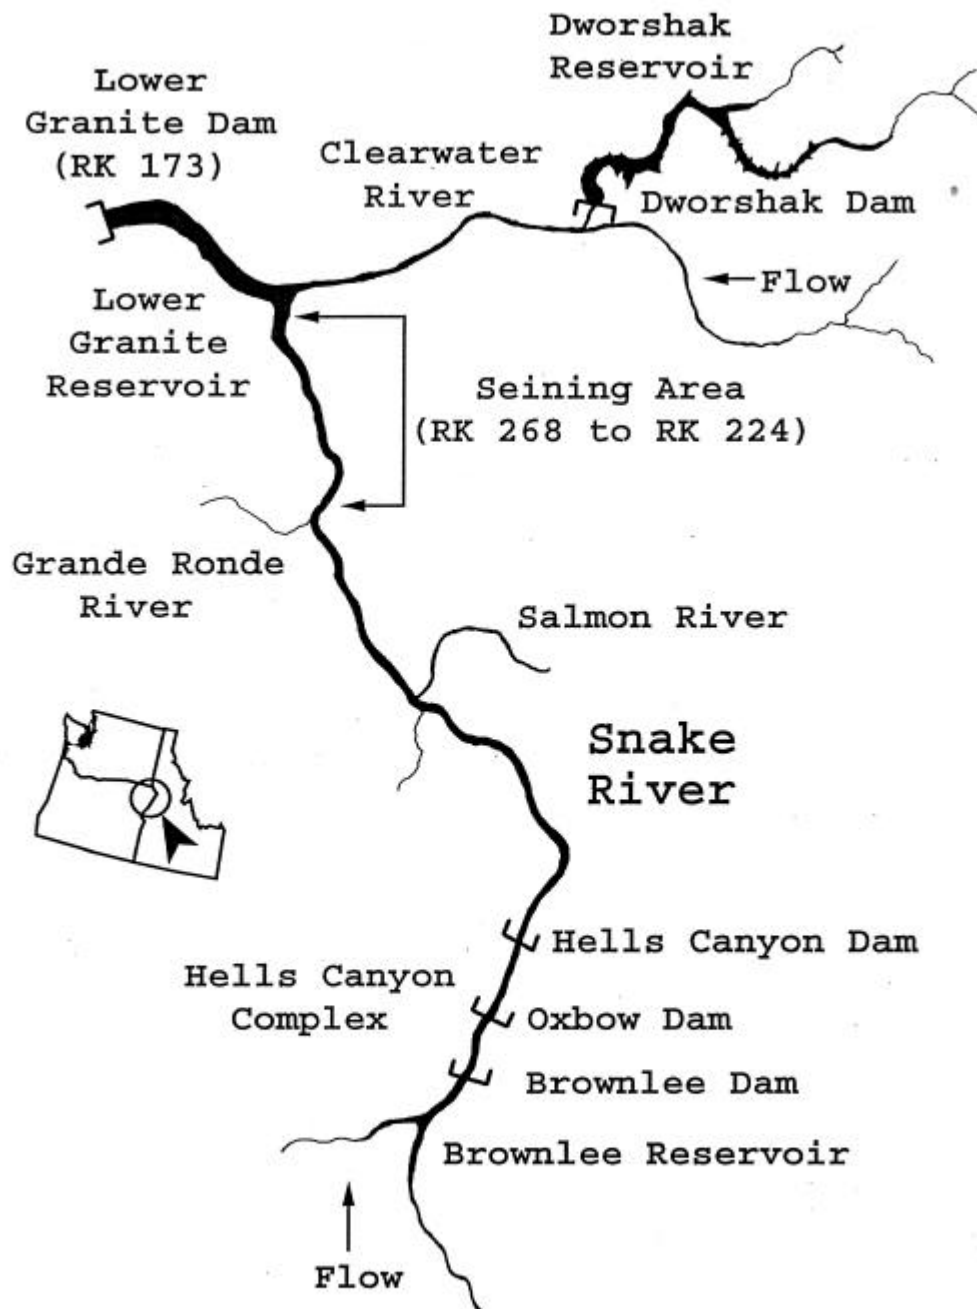 Dworshak
Reservoir
Lower
Granite Dam
(RK 173)
Clearwater
River
Dworshak Dam
Flow
Lower
Granite
Reservoir
Seining Area
(RK 268 to RK 224)
Grande Ronde
River
Salmon River
Snake
River
Hells Canyon Dam
Hells Canyon
Complex
Oxbow Dam
Brownlee Dam
Brownlee Reservoir
Flow